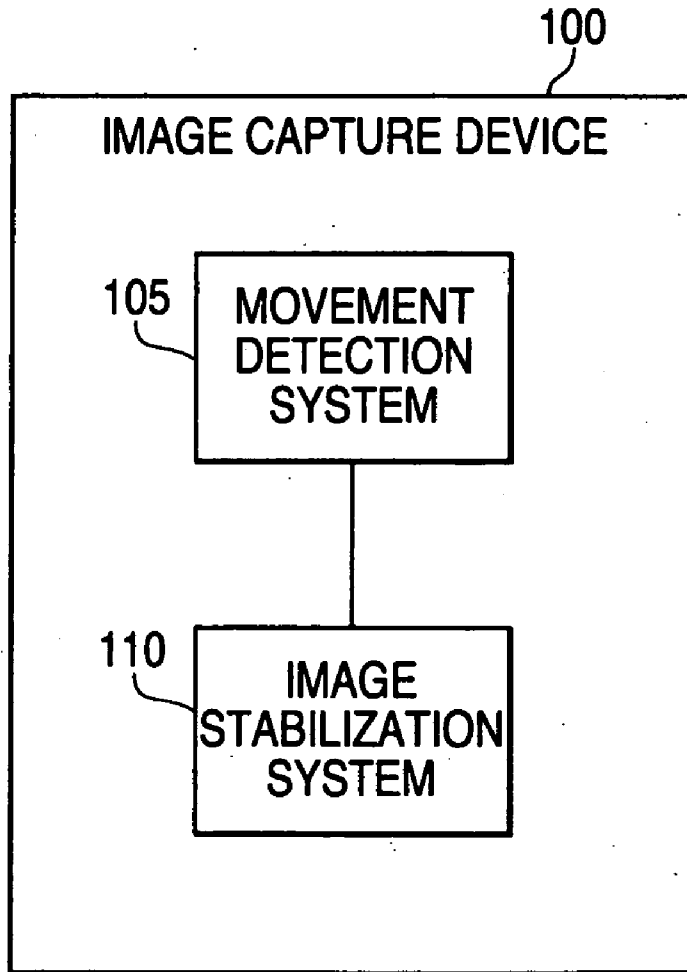 100
IMAGE CAPTURE DEVICE
105
MOVEMENT
DETECTION
SYSTEM
110
IMAGE
STABILIZATION
SYSTEM